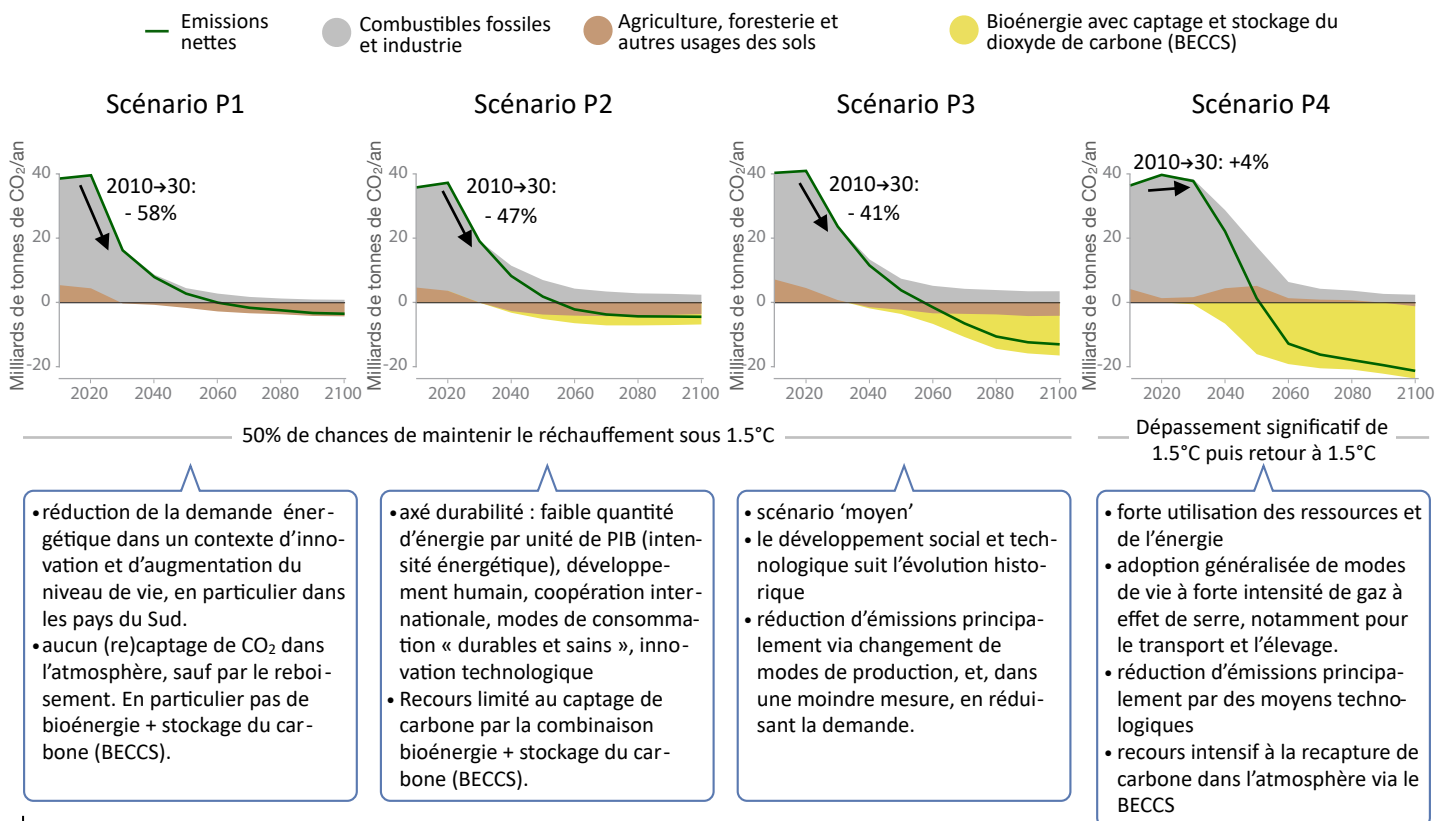 Emissions
nettes
Combustibles fossiles
et industrie
Agriculture, foresterie et
autres usages des sols
Bioénergie avec captage et stockage du
dioxyde de carbone (BECCS)
Scénario P1
Milliards de tonnes de CO₂/an
40
20
0
-20
2010→30:
- 58%
2020 2040 2060 2080 2100
Scénario P2
Milliards de tonnes de CO₂/an
40
20
0
-20
2010→30:
- 47%
2020 2040 2060 2080 2100
Scénario P3
Milliards de tonnes de CO₂/an
40
20
0
-20
2010→30:
- 41%
2020 2040 2060 2080 2100
Scénario P4
Milliards de tonnes de CO₂/an
40
20
0
-20
2010→30: +4%
2020 2040 2060 2080 2100
50% de chances de maintenir le réchauffement sous 1.5°C
Dépassement significatif de
1.5°C puis retour à 1.5°C
• réduction de la demande éner-
gétique dans un contexte d’inno-
vation et d’augmentation du
niveau de vie, en particulier dans
les pays du Sud.
• aucun (re)captage de CO₂ dans
l’atmosphère, sauf par le reboi-
sement. En particulier pas de
bioénergie + stockage du car-
bone (BECCS).
• axé durabilité : faible quantité
d’énergie par unité de PIB (inten-
sité énergétique), développe-
ment humain, coopération inter-
nationale, modes de consomma-
tion « durables et sains », inno-
vation technologique
• Recours limité au captage de
carbone par la combinaison
bioénergie + stockage du car-
bone (BECCS).
• scénario ‘moyen’
• le développement social et tech-
nologique suit l’évolution histo-
rique
• réduction d’émissions principa-
lement via changement de
modes de production, et, dans
une moindre mesure, en rédui-
sant la demande.
• forte utilisation des ressources et
de l’énergie
• adoption généralisée de modes
de vie à forte intensité de gaz à
effet de serre, notamment pour
le transport et l’élevage.
• réduction d’émissions principa-
lement par des moyens techno-
logiques
• recours intensif à la recapture de
carbone dans l’atmosphère via le
BECCS